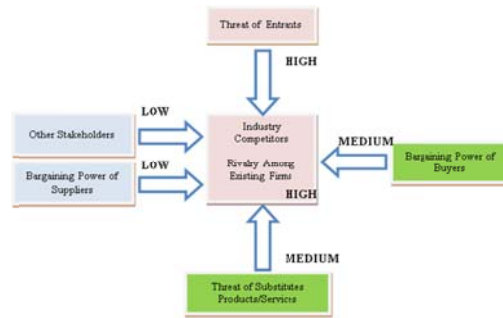 Threat of Entrants
HIGH
LOW
Other Stakeholders
Industry
Competitors
Rivalry Among
Existing Firms
HIGH
MEDIUM
Bargaining Power of
Buyers
LOW
Bargaining Power of
Suppliers
MEDIUM
Threat of Substitutes
Products/Services